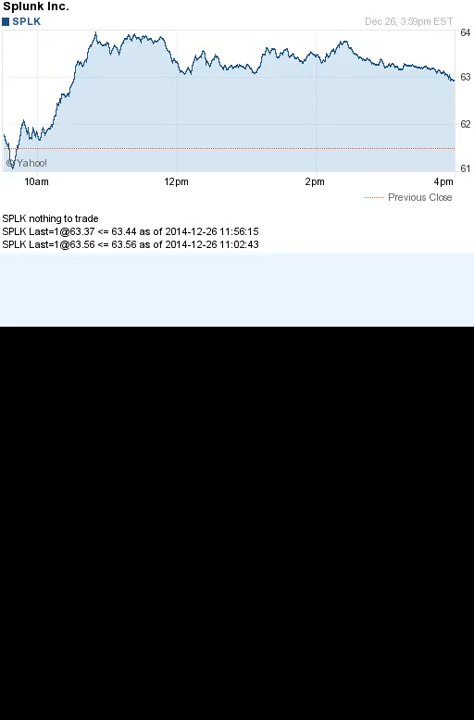 Splunk Inc.
SPLK Dec 26, 3:59pm EST
64
63
62
61
© Yahoo!
10am 12pm 2pm 4pm
Previous Close
SPLK nothing to trade
SPLK Last=1@63.37 <= 63.44 as of 2014-12-26 11:56:15
SPLK Last=1@63.56 <= 63.56 as of 2014-12-26 11:02:43